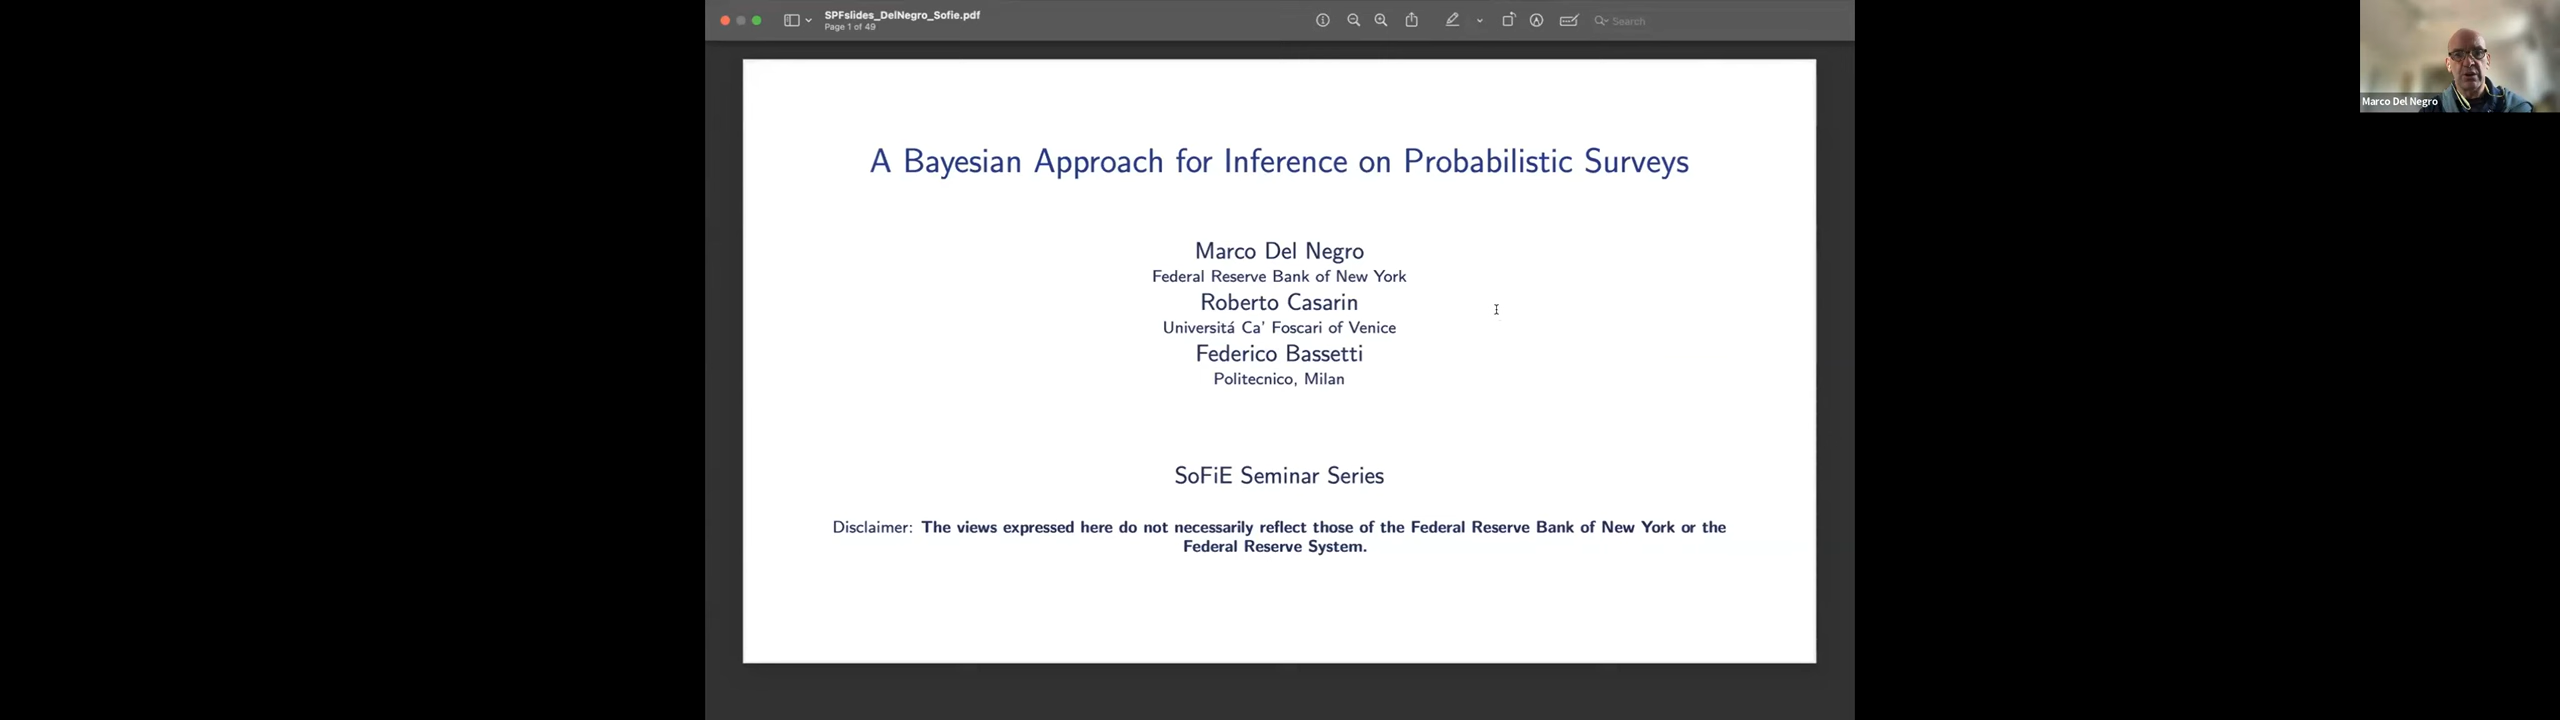 SPFslides_DelNegro_Sofie.pdf
Page 1 of 49
Search
A Bayesian Approach for Inference on Probabilistic Surveys
Marco Del Negro
Federal Reserve Bank of New York
Roberto Casarin
Universitá Ca' Foscari of Venice
Federico Bassetti
Politecnico, Milan
SoFiE Seminar Series
Disclaimer: The views expressed here do not necessarily reflect those of the Federal Reserve Bank of New York or the
Federal Reserve System.
Marco Del Negro